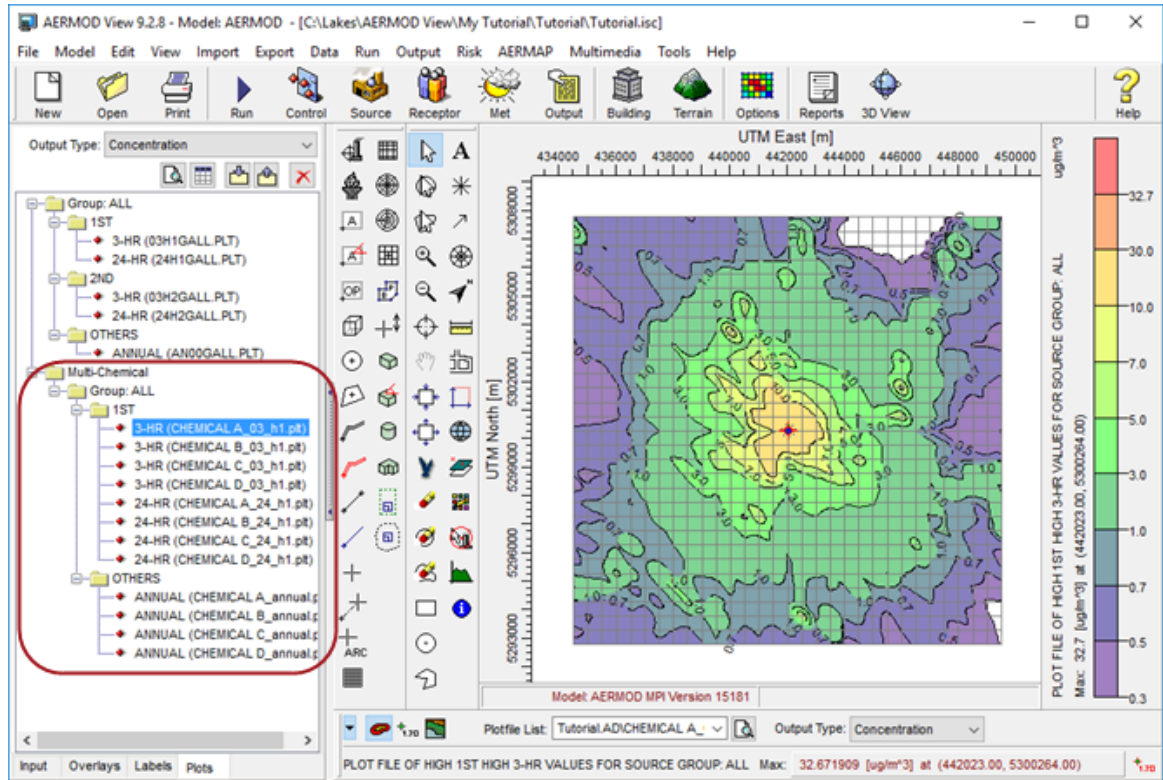 AERMOD View 9.2.8 - Model: AERMOD - [C:\Lakes\AERMOD View\My Tutorial\Tutorial\Tutorial.isc]
File Model Edit View Import Export Data Run Output Risk AERMAP Multimedia Tools Help
New Open Print Run Control Source Receptor Met Output Building Terrain Options Reports 3D View Help
Output Type: Concentration
Group: ALL
1ST
3-HR (03H1GALL.PLT)
24-HR (24H1GALL.PLT)
2ND
3-HR (03H2GALL.PLT)
24-HR (24H2GALL.PLT)
OTHERS
ANNUAL (AN00GALL.PLT)
Multi-Chemical
Group: ALL
1ST
3-HR (CHEMICAL A_03_h1.plt)
3-HR (CHEMICAL B_03_h1.plt)
3-HR (CHEMICAL C_03_h1.plt)
3-HR (CHEMICAL D_03_h1.plt)
24-HR (CHEMICAL A_24_h1.plt)
24-HR (CHEMICAL B_24_h1.plt)
24-HR (CHEMICAL C_24_h1.plt)
24-HR (CHEMICAL D_24_h1.plt)
OTHERS
ANNUAL (CHEMICAL A_annual.p
ANNUAL (CHEMICAL B_annual.p
ANNUAL (CHEMICAL C_annual.p
ANNUAL (CHEMICAL D_annual.p
Input Overlays Labels Plots
A
A
A
OP
ARC
UTM East [m]
434000 436000 438000 440000 442000 444000 446000 448000 450000
UTM North [m]
5308000
5305000
5302000
5299000
5296000
5293000
ug/m^3
PLOT FILE OF HIGH 1ST HIGH 3-HR VALUES FOR SOURCE GROUP: ALL
Max: 32.7 [ug/m^3] at (442023.00, 5300264.00)
32.7
30.0
10.0
7.0
5.0
3.0
1.0
0.7
0.5
0.3
Model: AERMOD MPI Version 15181
1.70
Plotfile List: Tutorial.AD\CHEMICAL A_
Output Type: Concentration
PLOT FILE OF HIGH 1ST HIGH 3-HR VALUES FOR SOURCE GROUP: ALL Max: 32.671909 [ug/m^3] at (442023.00, 5300264.00)
1.70